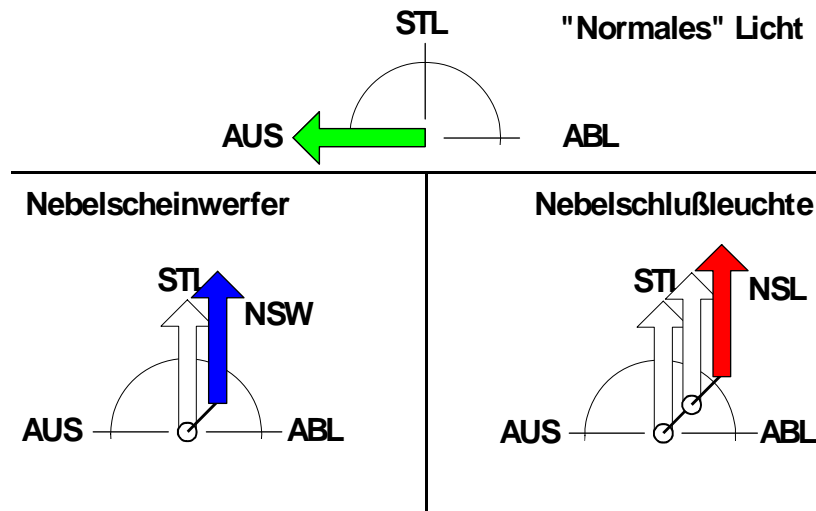 STL "Normales" Licht
AUS ABL
Nebelscheinwerfer Nebelschlußleuchte
STL NSW
AUS ABL
STL NSL
AUS ABL